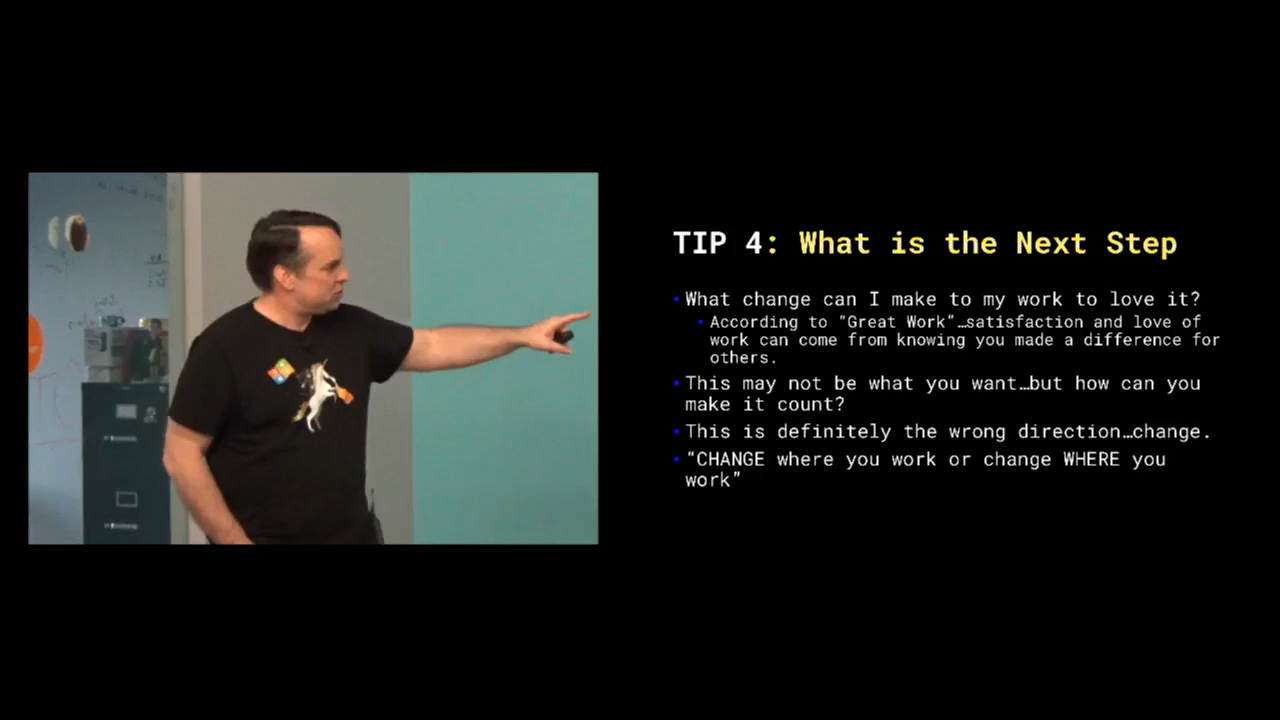 TIP 4: What is the Next Step
What change can I make to my work to love it?
According to “Great Work”…satisfaction and love of
work can come from knowing you made a difference for
others.
This may not be what you want…but how can you
make it count?
This is definitely the wrong direction…change.
“CHANGE where you work or change WHERE you
work”